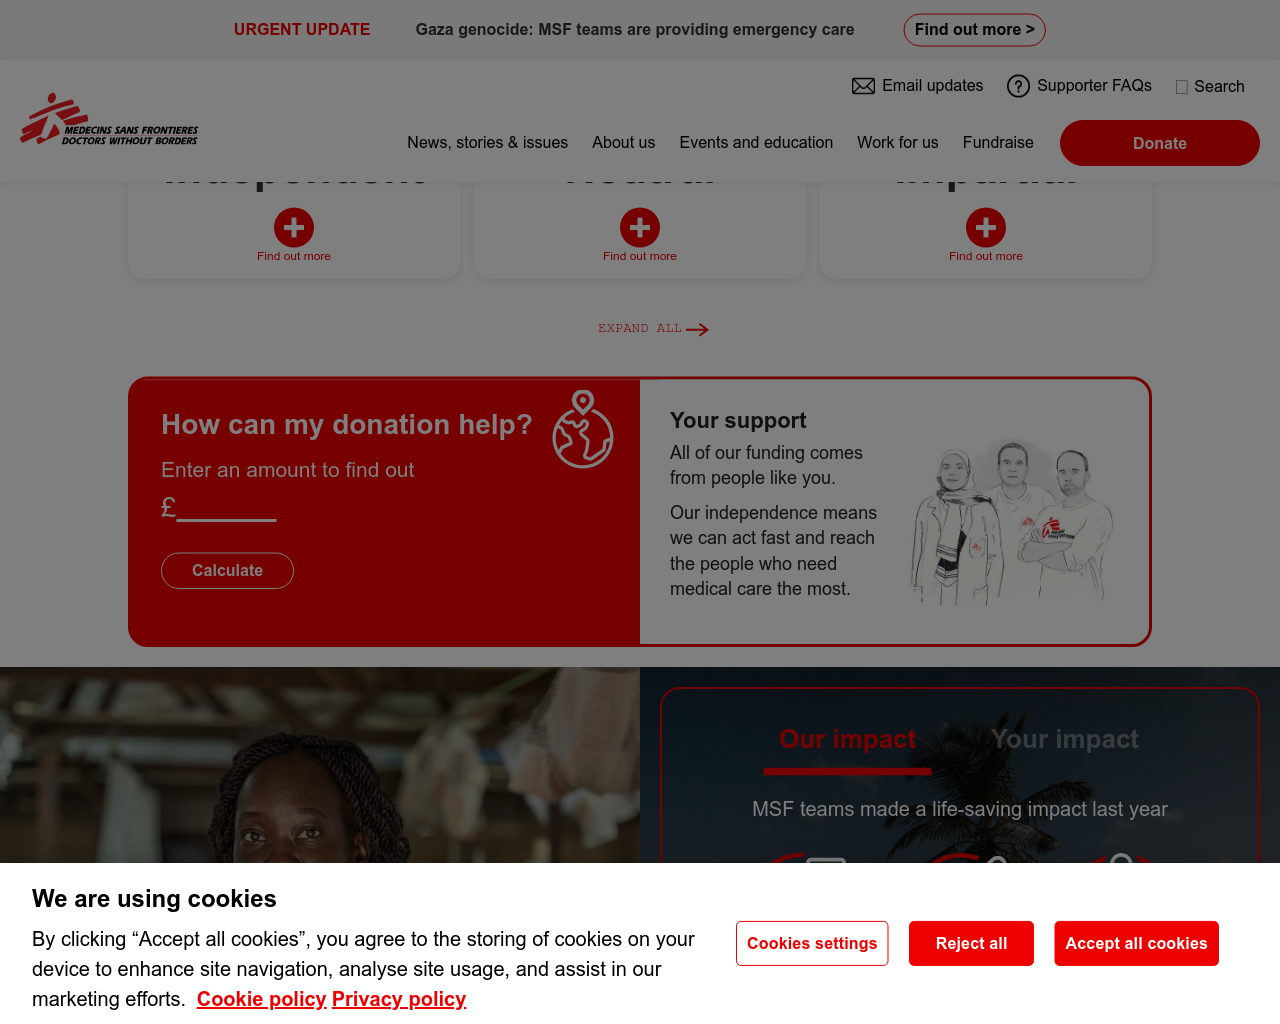 URGENT UPDATE Gaza genocide: MSF teams are providing emergency care Find out more >
Email updates Supporter FAQs Search
MEDECINS SANS FRONTIERES
DOCTORS WITHOUT BORDERS
News, stories & issues About us Events and education Work for us Fundraise Donate
Find out more Find out more Find out more
EXPAND ALL
How can my donation help?
Enter an amount to find out
£
Calculate
Your support
All of our funding comes
from people like you.
Our independence means
we can act fast and reach
the people who need
medical care the most.
Our impact Your impact
MSF teams made a life-saving impact last year
We are using cookies
By clicking “Accept all cookies”, you agree to the storing of cookies on your
device to enhance site navigation, analyse site usage, and assist in our
marketing efforts. Cookie policy Privacy policy
Cookies settings Reject all Accept all cookies